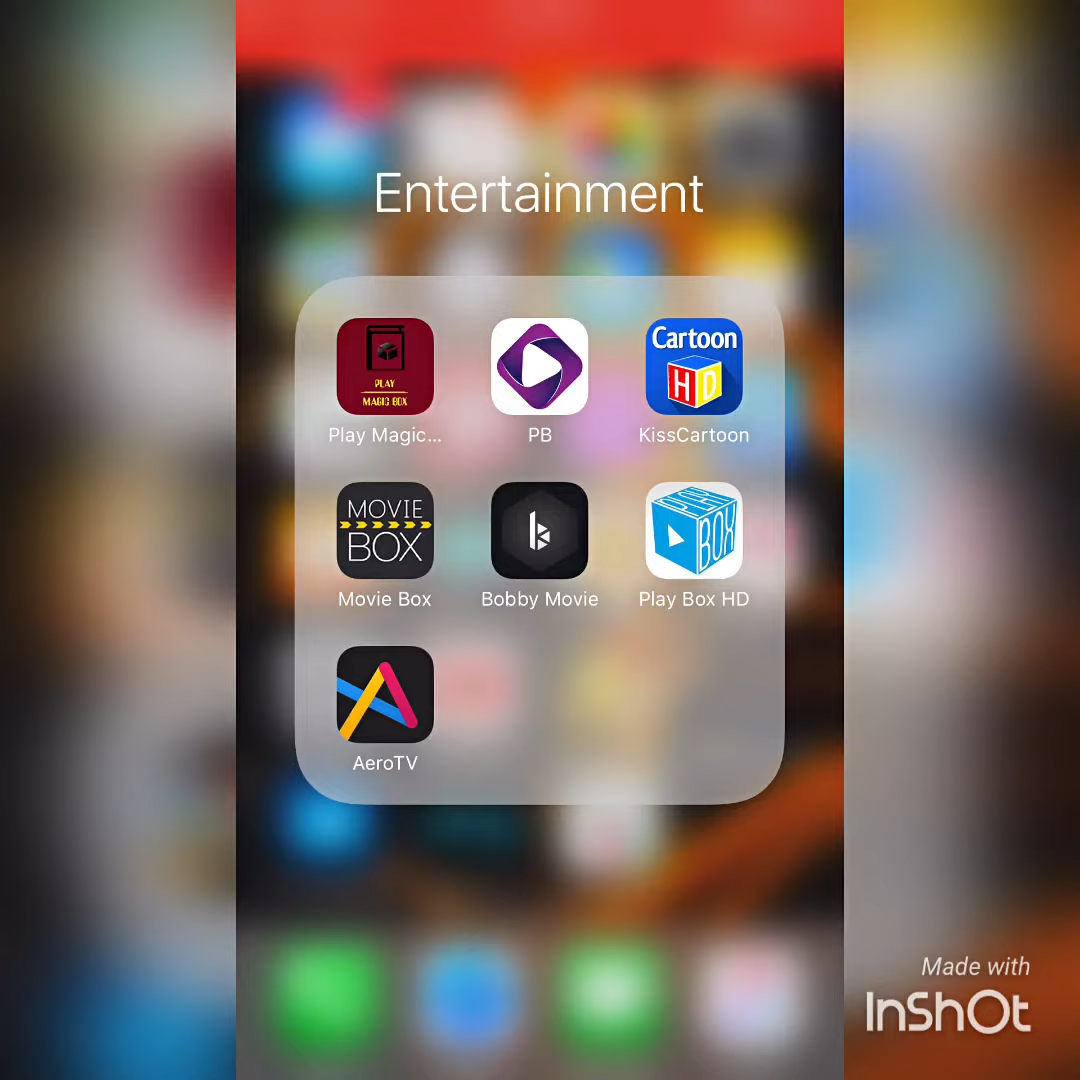 Entertainment
PLAY
MAGIC BOX
Cartoon
HD
Play Magic...
PB
KissCartoon
MOVIE
BOX
PLAY
BOX
Movie Box
Bobby Movie
Play Box HD
AeroTV
Made with
InShOt